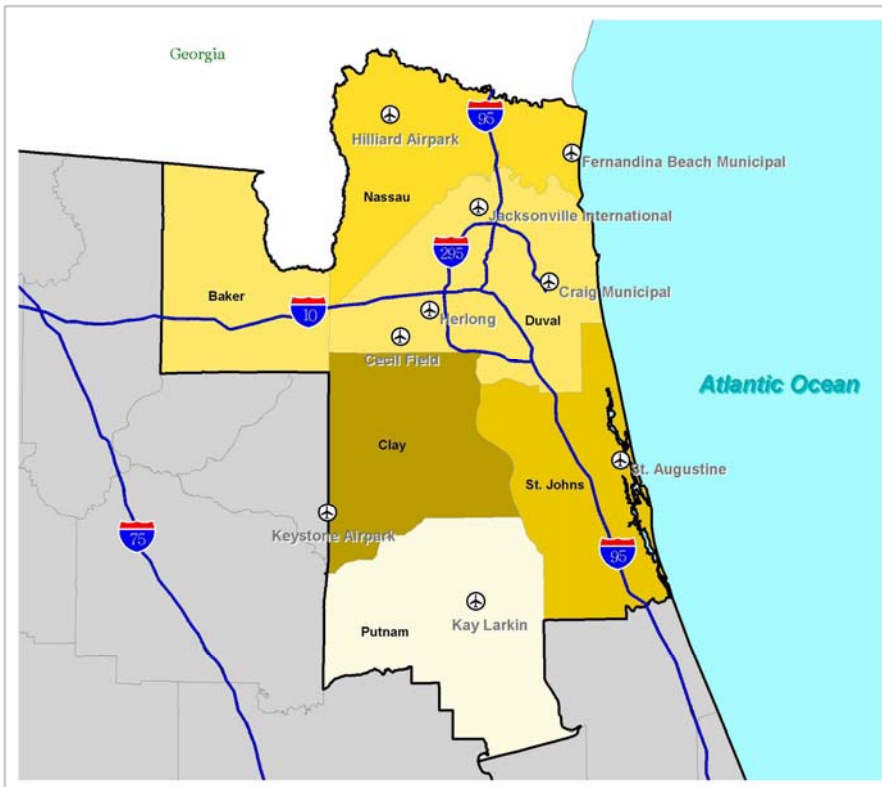 Georgia
95
Hilliard Airpark
Fernandina Beach Municipal
Nassau
Jacksonville International
295
Baker
Craig Municipal
10
Herlong
Duval
Cecil Field
Atlantic Ocean
Clay
St. Augustine
St. Johns
Keystone Airpark
75
95
Kay Larkin
Putnam